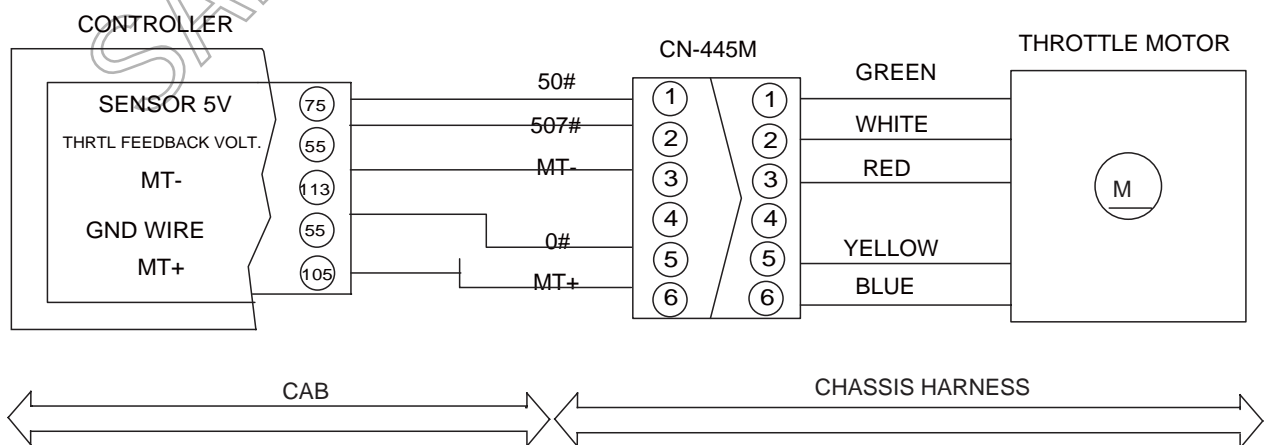 CONTROLLER
CN-445M
THROTTLE MOTOR
SENSOR 5V 75 50# 1 1 GREEN
THRTL FEEDBACK VOLT. 55 507# 2 2 WHITE
MT- 113 MT- 3 3 RED
M
4 4
GND WIRE 55 0# 5 5 YELLOW
MT+ 105 MT+ 6 6 BLUE
CAB
CHASSIS HARNESS